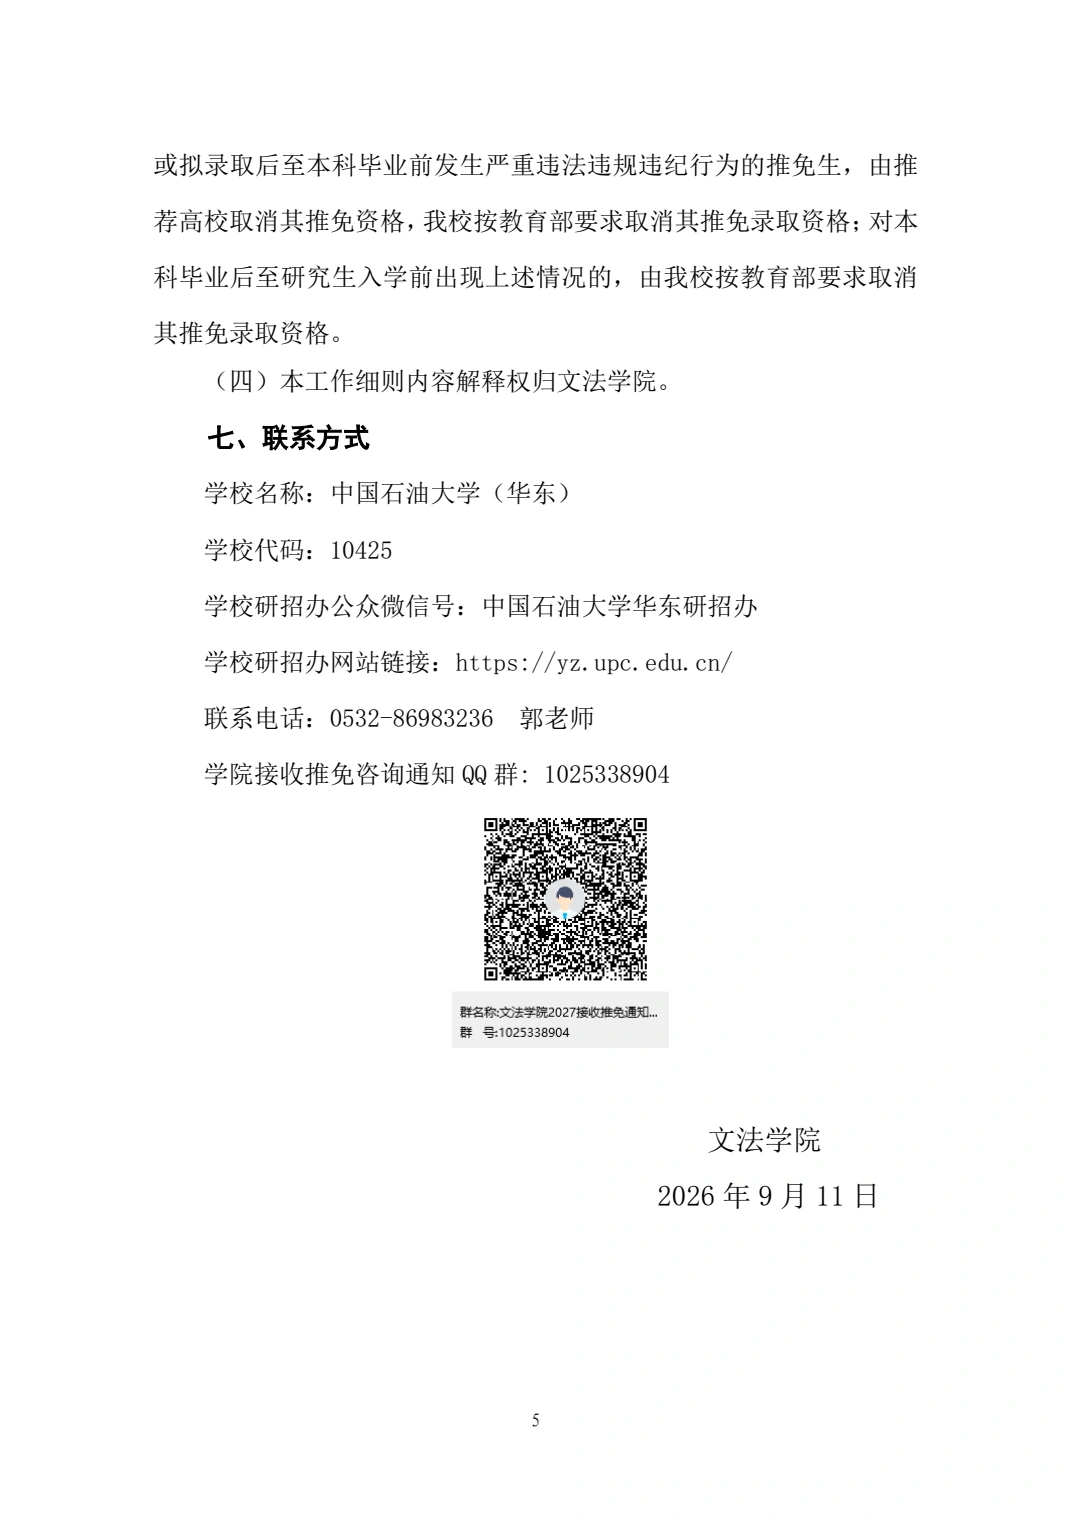 或拟录取后至本科毕业前发生严重违法违规违纪行为的推免生，由推
荐高校取消其推免资格，我校按教育部要求取消其推免录取资格；对本
科毕业后至研究生入学前出现上述情况的，由我校按教育部要求取消
其推免录取资格。
（四）本工作细则内容解释权归文法学院。
七、联系方式
学校名称：中国石油大学（华东）
学校代码：10425
学校研招办公众微信号：中国石油大学华东研招办
学校研招办网站链接：https://yz.upc.edu.cn/
联系电话：0532-86983236 郭老师
学院接收推免咨询通知 QQ 群：1025338904
群名称:文法学院2027接收推免通知...
群 号:1025338904
文法学院
2026 年 9 月 11 日
5